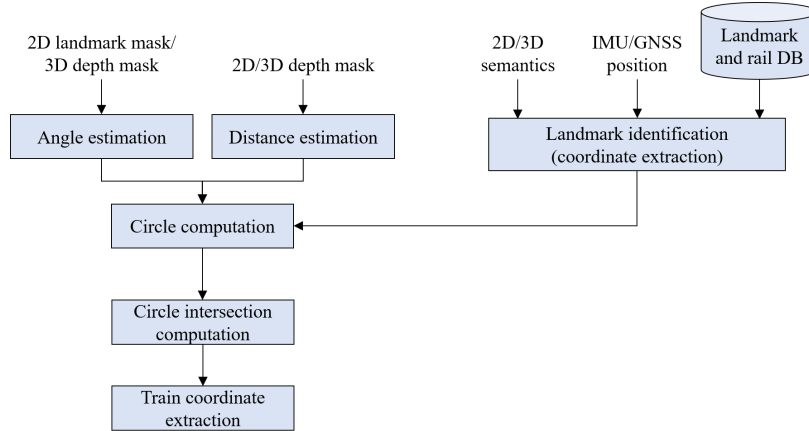 2D landmark mask/
3D depth mask
2D/3D depth mask
2D/3D
semantics
IMU/GNSS
position
Landmark
and rail DB
Angle estimation
Distance estimation
Landmark identification
(coordinate extraction)
Circle computation
Circle intersection
computation
Train coordinate
extraction